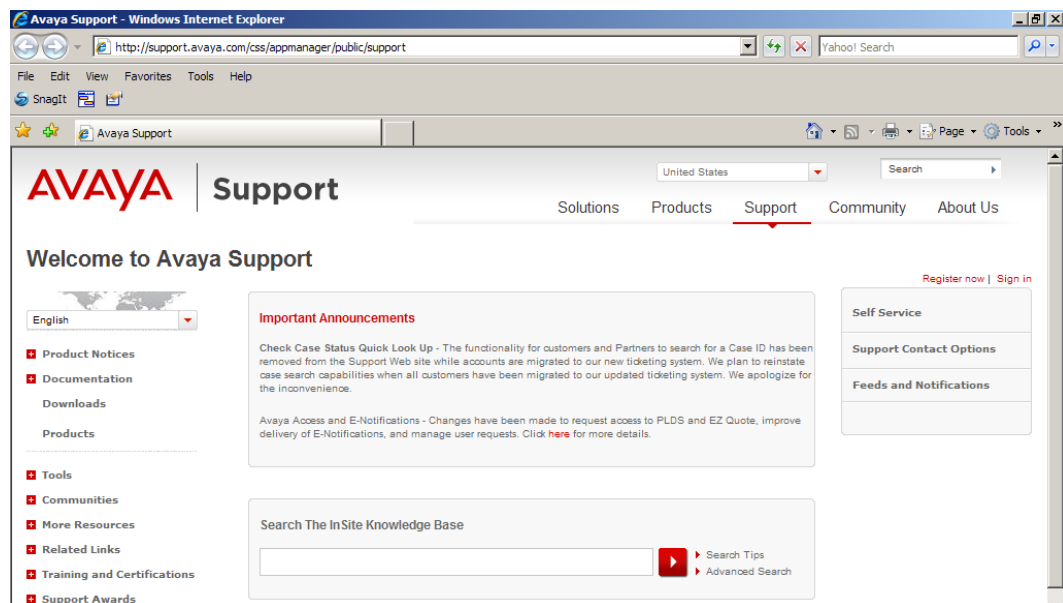 Avaya Support - Windows Internet Explorer
http://support.avaya.com/css/appmanager/public/support
Yahoo! Search
File Edit View Favorites Tools Help
SnagIt
Avaya Support
Page Tools
AVAYA Support
United States
Search
Solutions Products Support Community About Us
Welcome to Avaya Support
Register now | Sign in
English
Product Notices
Documentation
Downloads
Products
Tools
Communities
More Resources
Related Links
Training and Certifications
Support Awards
Important Announcements
Check Case Status Quick Look Up - The functionality for customers and Partners to search for a Case ID has been
removed from the Support Web site while accounts are migrated to our new ticketing system. We plan to reinstate
case search capabilities when all customers have been migrated to our updated ticketing system. We apologize for
the inconvenience.
Avaya Access and E-Notifications - Changes have been made to request access to PLDS and EZ Quote, improve
delivery of E-Notifications, and manage user requests. Click here for more details.
Search The InSite Knowledge Base
Search Tips
Advanced Search
Self Service
Support Contact Options
Feeds and Notifications